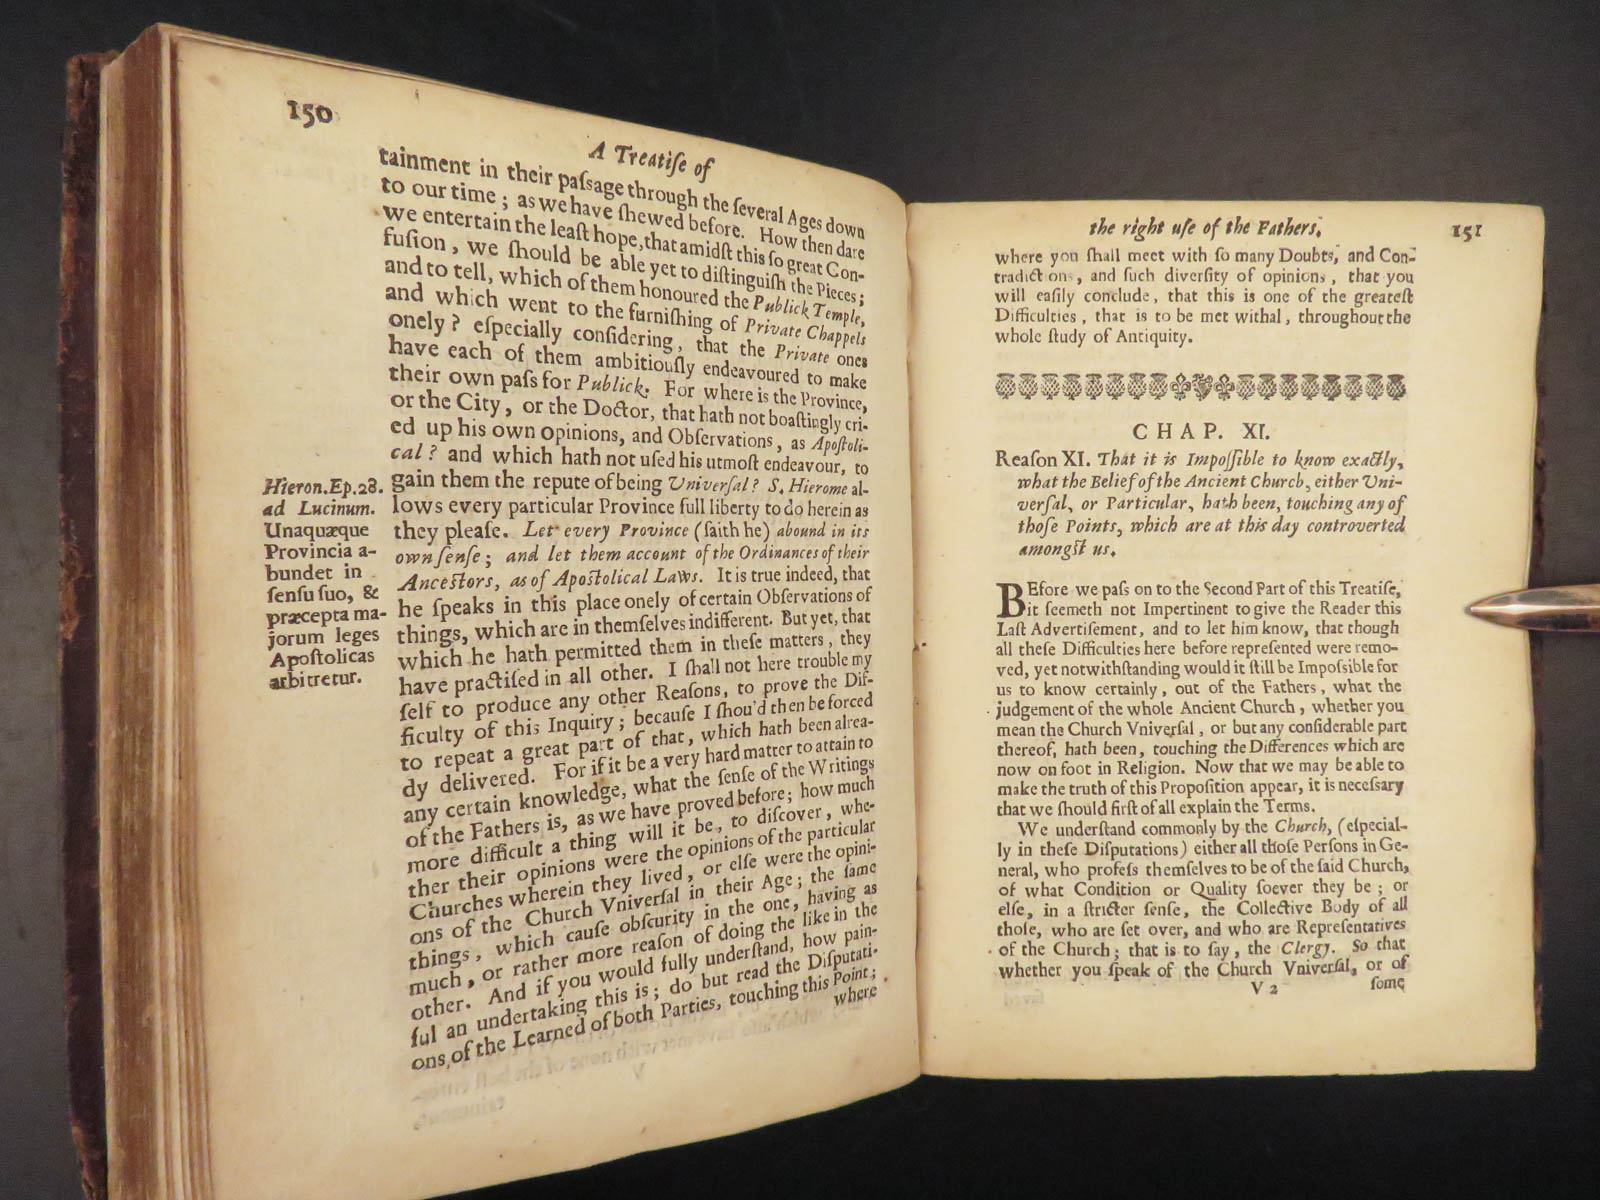 150
A Treatiſe of
tainment in their paſsage through the ſeveral Ages down
to our time ; as we have ſhewed before. How then dare
we entertain the leaſt hope, that amidſt this ſo great Con-
fuſion , we ſhould be able yet to diſtinguiſh the Pieces ;
and to tell, which of them honoured the Publick Temple,
and which went to the furniſhing of Private Chappels
onely ? eſpecially conſidering, that the Private ones
have each of them ambitiouſly endeavoured to make
their own paſs for Publick. For where is the Province,
or the City , or the Doctor, that hath not boaſtingly cri-
ed up his own Opinions, and Obſervations , as Apoſtoli-
cal ? and which hath not uſed his utmoſt endeavour, to
gain them the repute of being Univerſal ? S. Hierome al-
lows every particular Province full liberty to do herein as
they pleaſe. Let every Province (ſaith he) abound in its
own ſenſe ; and let them account of the Ordinances of their
Anceſtors, as of Apoſtolical Laws. It is true indeed, that
he ſpeaks in this place onely of certain Obſervations of
things, which are in themſelves indifferent. But yet, that
which he hath permitted them in theſe matters , they
have practiſed in all other. I ſhall not here trouble my
ſelf to produce any other Reaſons, to prove the Dif-
ficulty of this Inquiry ; becauſe I ſhou'd then be forced
to repeat a great part of that, which hath been alrea-
dy delivered. For if it be a very hard matter to attain to
any certain knowledge, what the ſenſe of the Writings
of the Fathers is, as we have proved before; how much
more difficult a thing will it be, to diſcover, whe-
ther their opinions were the opinions of the particular
Churches wherein they lived, or elſe were the opini-
ons of the Church Vniverſal in their Age; the ſame
things, which cauſe obſcurity in the one, having as
much, or rather more reaſon of doing the like in the
other. And if you would fully underſtand, how pain-
ful an undertaking this is ; do but read the Diſputati-
ons, of the Learned of both Parties, touching this Point ;
where
Hieron. Ep. 28.
ad Lucinum.
Unaquæque
Provincia a-
bundet in
ſenſu ſuo, &
præcepta ma-
jorum leges
Apoſtolicas
arbitretur.
the right uſe of the Fathers. 151
where you ſhall meet with ſo many Doubts, and Con-
tradictions, and ſuch diverſity of opinions , that you
will eaſily conclude, that this is one of the greateſt
Difficulties , that is to be met withal , throughout the
whole ſtudy of Antiquity.
CHAP. XI.
Reaſon XI. That it is Impoſſible to know exactly,
what the Belief of the Ancient Church, either Uni-
verſal, or Particular, hath been, touching any of
thoſe Points, which are at this day controverted
amongſt us.
BEfore we paſs on to the Second Part of this Treatiſe,
it ſeemeth not Impertinent to give the Reader this
Laſt Advertiſement, and to let him know, that though
all theſe Difficulties here before repreſented were remo-
ved, yet notwithſtanding would it ſtill be Impoſsible for
us to know certainly, out of the Fathers , what the
judgement of the whole Ancient Church , whether you
mean the Church Vniverſal , or but any conſiderable part
thereof, hath been, touching the Differences which are
now on foot in Religion. Now that we may be able to
make the truth of this Propoſition appear, it is neceſsary
that we ſhould firſt of all explain the Terms.
We underſtand commonly by the Church, (eſpecial-
ly in theſe Diſputations) either all thoſe Perſons in Ge-
neral, who profeſs themſelves to be of the ſaid Church,
of what Condition or Quality ſoever they be ; or
elſe, in a ſtricter ſenſe, the Collective Body of all
thoſe, who are ſet over, and who are Repreſentatives
of the Church ; that is to ſay , the Clergy. So that
whether you ſpeak of the Church Vniverſal, or of
V 2 ſome